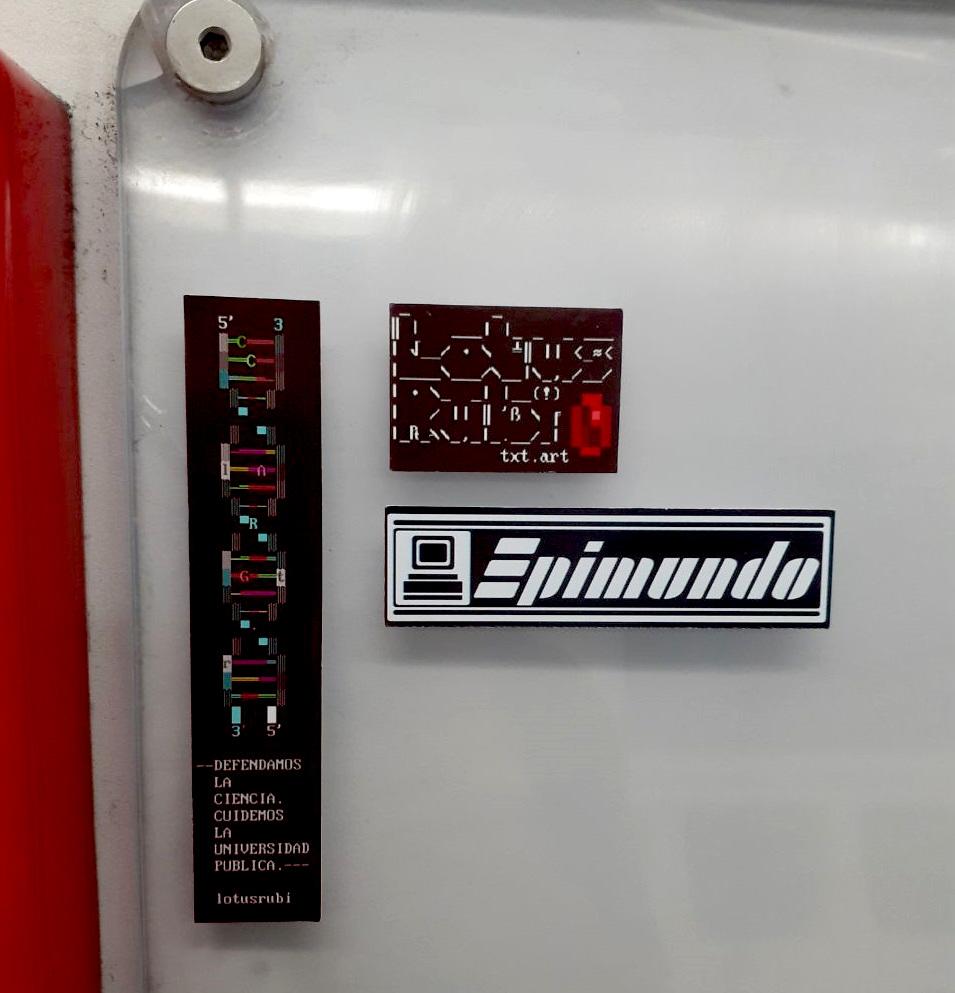 5' 3
C
C
l A
R
G t
r
3' 5'
--DEFENDAMOS
LA
CIENCIA.
CUIDEMOS
LA
UNIVERSIDAD
PUBLICA.---
lotusrubi
txt.art
Epimundo